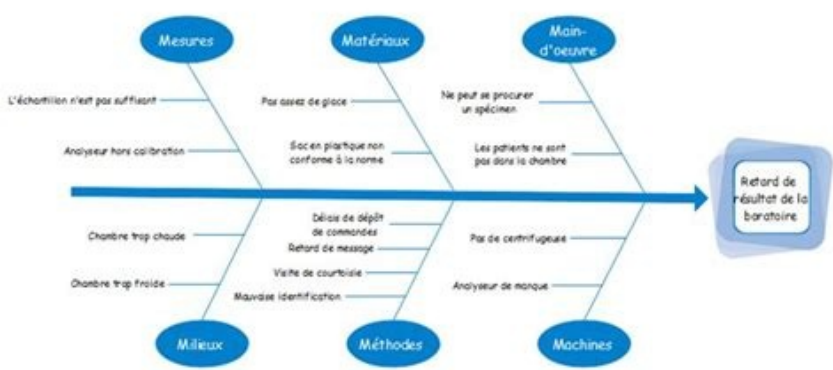 Mesures
Matériaux
Main-
d'oeuvre
L'échantillon n'est pas suffisant
Analyseur hors calibration
Pas assez de glace
Sac en plastique non
conforme à la norme
Ne peut se procurer
un spécimen
Les patients ne sont
pas dans la chambre
Retard de
résultat de la
boratoire
Chambre trop chaude
Chambre trop froide
Délais de dépôt
de commandes
Retard de message
Visite de courtoisie
Mauvaise identification
Pas de centrifugeuse
Analyseur de manque
Milieux
Méthodes
Machines